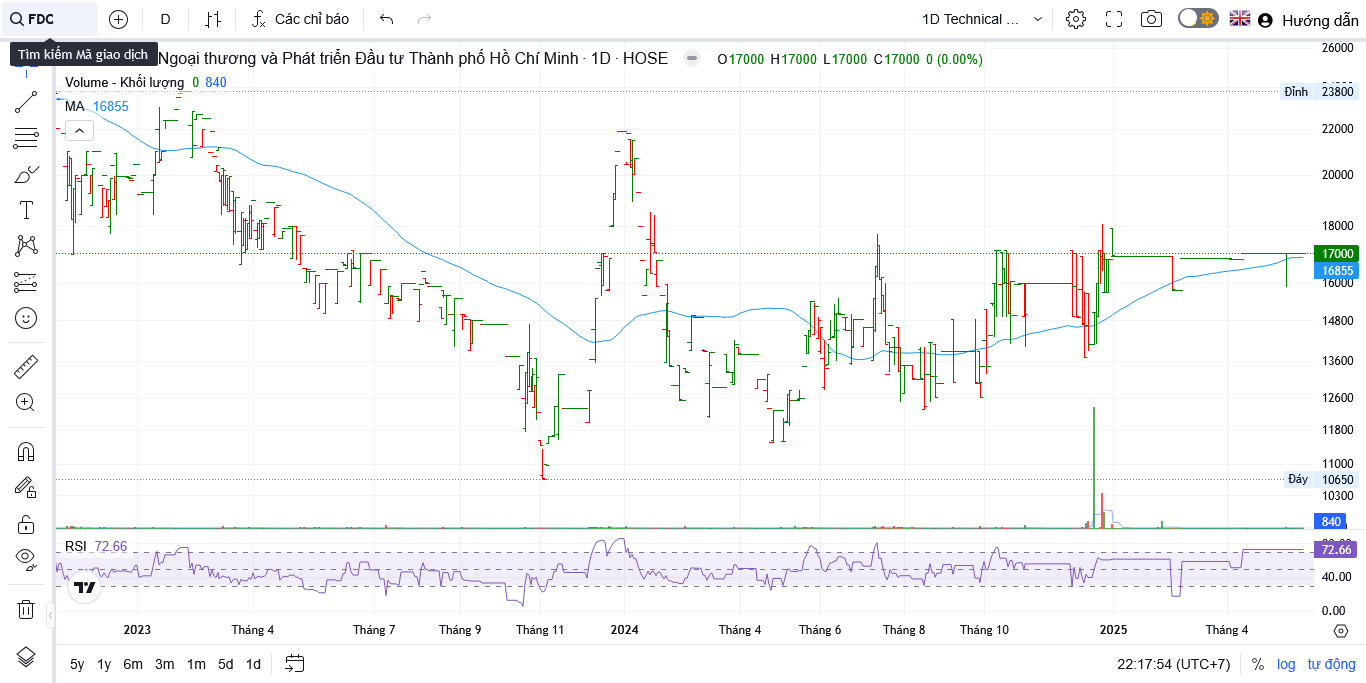 FDC D Các chỉ báo 1D Technical ... Hướng dẫn
Tìm kiếm Mã giao dịch
Ngoại thương và Phát triển Đầu tư Thành phố Hồ Chí Minh · 1D · HOSE O17000 H17000 L17000 C17000 0 (0.00%)
Volume - Khối lượng 0 840
MA 16855
26000
Đỉnh 23800
22000
20000
18000
17000
16855
16000
14800
13600
12600
11800
11000
Đáy 10650
10300
840
RSI 72.66
72.66
40.00
0.00
2023 Tháng 4 Tháng 7 Tháng 9 Tháng 11 2024 Tháng 4 Tháng 6 Tháng 8 Tháng 10 2025 Tháng 4
5y 1y 6m 3m 1m 5d 1d 22:17:54 (UTC+7) % log tự động